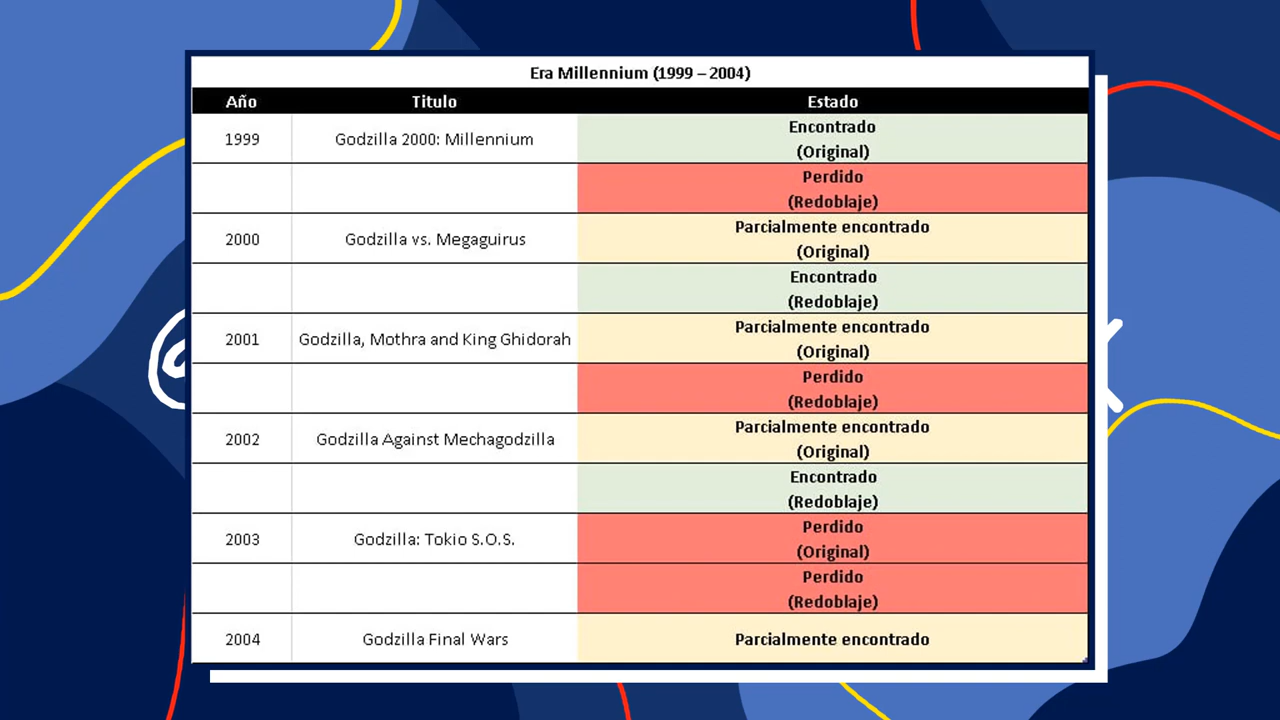 Era Millennium (1999 – 2004)
Año Titulo Estado
1999 Godzilla 2000: Millennium Encontrado
(Original)
Perdido
(Redoblaje)
2000 Godzilla vs. Megaguirus Parcialmente encontrado
(Original)
Encontrado
(Redoblaje)
2001 Godzilla, Mothra and King Ghidorah Parcialmente encontrado
(Original)
Perdido
(Redoblaje)
2002 Godzilla Against Mechagodzilla Parcialmente encontrado
(Original)
Encontrado
(Redoblaje)
2003 Godzilla: Tokio S.O.S. Perdido
(Original)
Perdido
(Redoblaje)
2004 Godzilla Final Wars Parcialmente encontrado